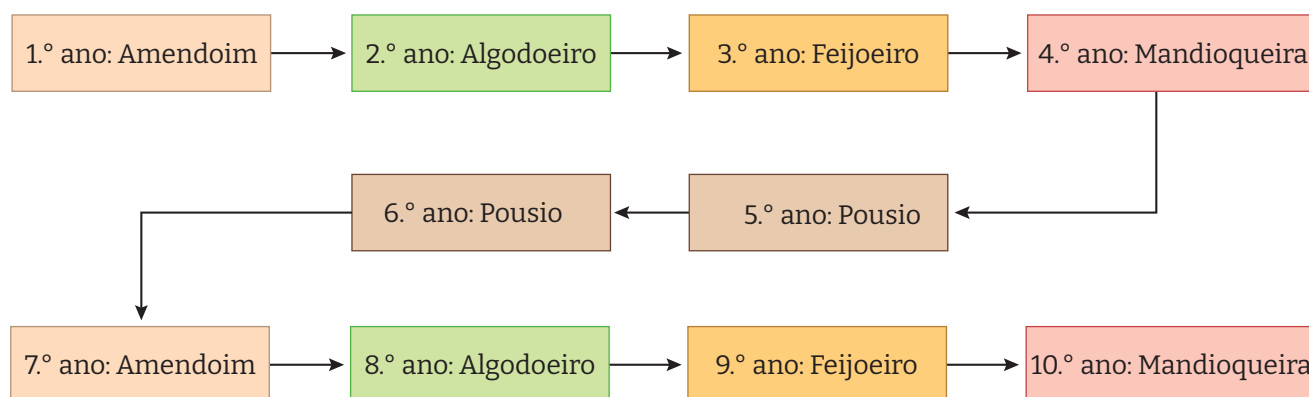 1.° ano: Amendoim
2.° ano: Algodoeiro
3.° ano: Feijoeiro
4.° ano: Mandioqueira
5.° ano: Pousio
6.° ano: Pousio
7.° ano: Amendoim
8.° ano: Algodoeiro
9.° ano: Feijoeiro
10.° ano: Mandioqueira